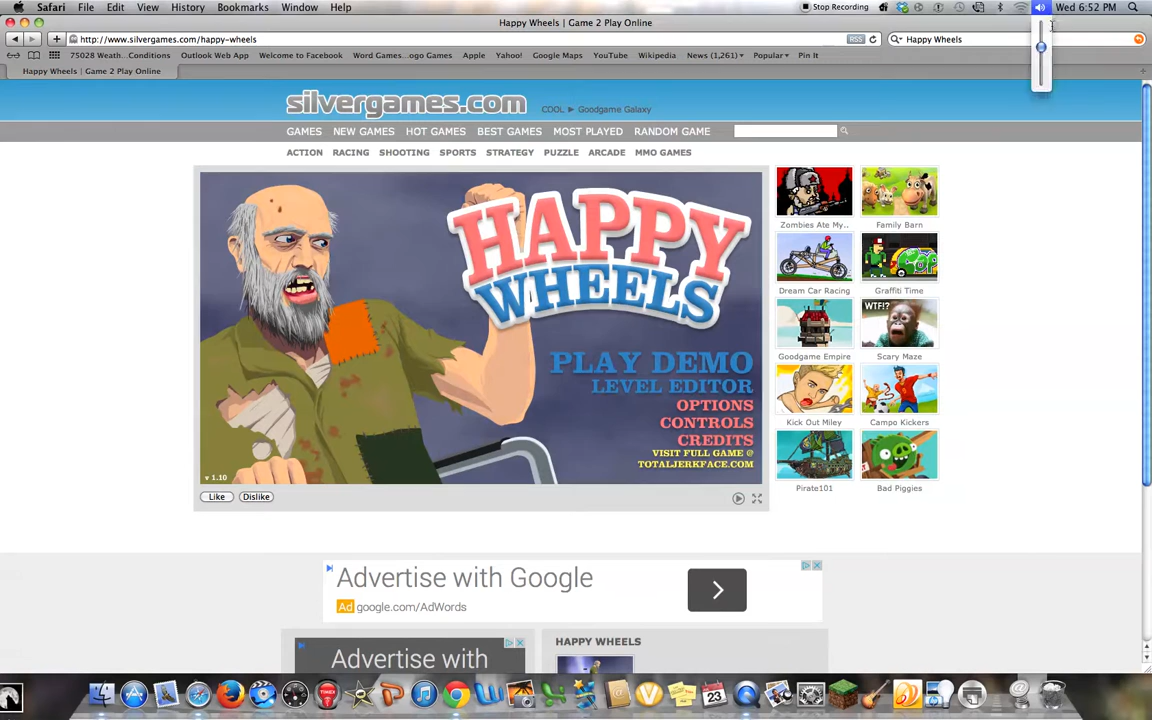 Safari File Edit View History Bookmarks Window Help Stop Recording Wed 6:52 PM
Happy Wheels | Game 2 Play Online
http://www.silvergames.com/happy-wheels RSS Happy Wheels
75028 Weath...Conditions Outlook Web App Welcome to Facebook Word Games...ogo Games Apple Yahoo! Google Maps YouTube Wikipedia News (1,261) Popular Pin It
Happy Wheels | Game 2 Play Online
silvergames.com COOL ► Goodgame Galaxy
GAMES NEW GAMES HOT GAMES BEST GAMES MOST PLAYED RANDOM GAME
ACTION RACING SHOOTING SPORTS STRATEGY PUZZLE ARCADE MMO GAMES
HAPPY
WHEELS
PLAY DEMO
LEVEL EDITOR
OPTIONS
CONTROLS
CREDITS
VISIT FULL GAME @
TOTALJERKFACE.COM
v 1.10
Like Dislike
Zombies Ate My.. Family Barn
Dream Car Racing Graffiti Time
WTF!?
Goodgame Empire Scary Maze
Kick Out Miley Campo Kickers
Pirate101 Bad Piggies
Advertise with Google
Ad google.com/AdWords
Advertise with
HAPPY WHEELS
23